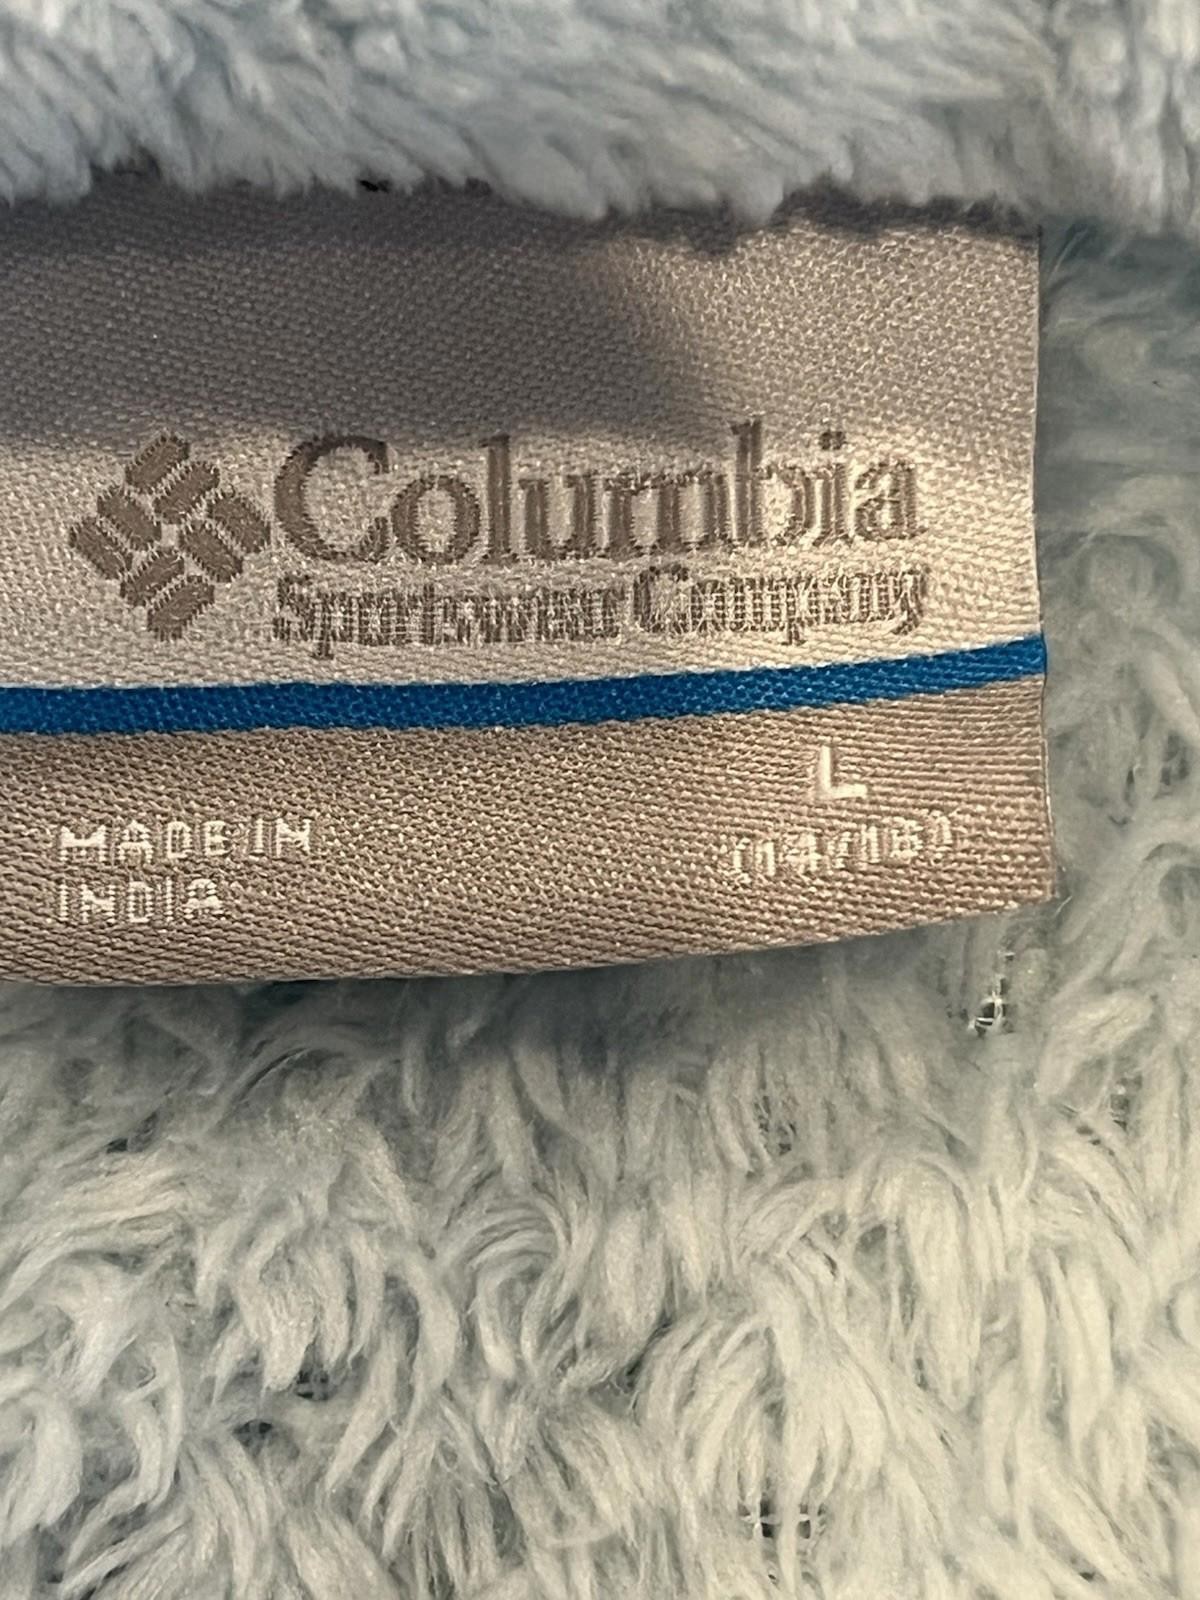 Columbia
Sportswear Company
L
(14/16)
MADE IN
INDIA